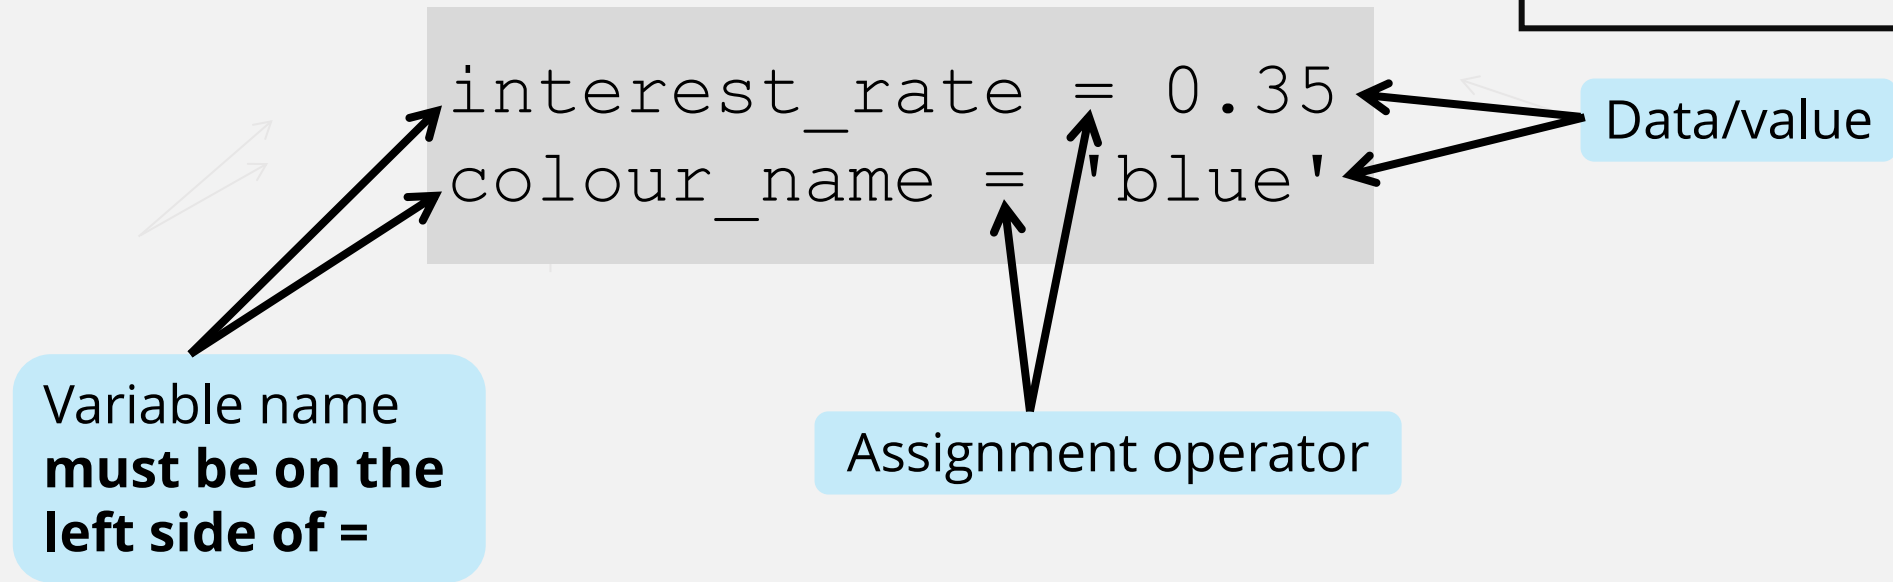 interest_rate = 0.35
colour_name = 'blue'
Data/value
Variable name
must be on the
left side of =
Assignment operator